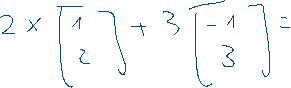 2 × [1 2] + 3 [-1 3] =